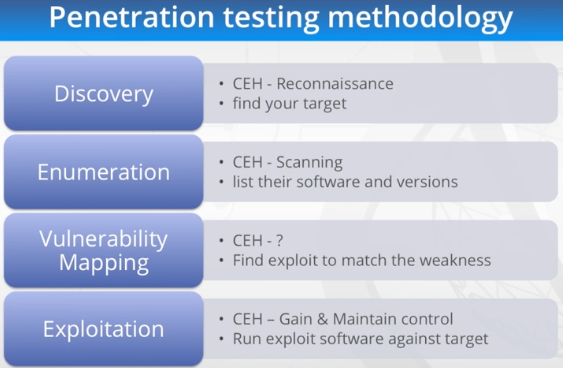 Penetration testing methodology
Discovery
• CEH - Reconnaissance
• find your target
Enumeration
• CEH - Scanning
• list their software and versions
Vulnerability
Mapping
• CEH - ?
• Find exploit to match the weakness
Exploitation
• CEH – Gain & Maintain control
• Run exploit software against target